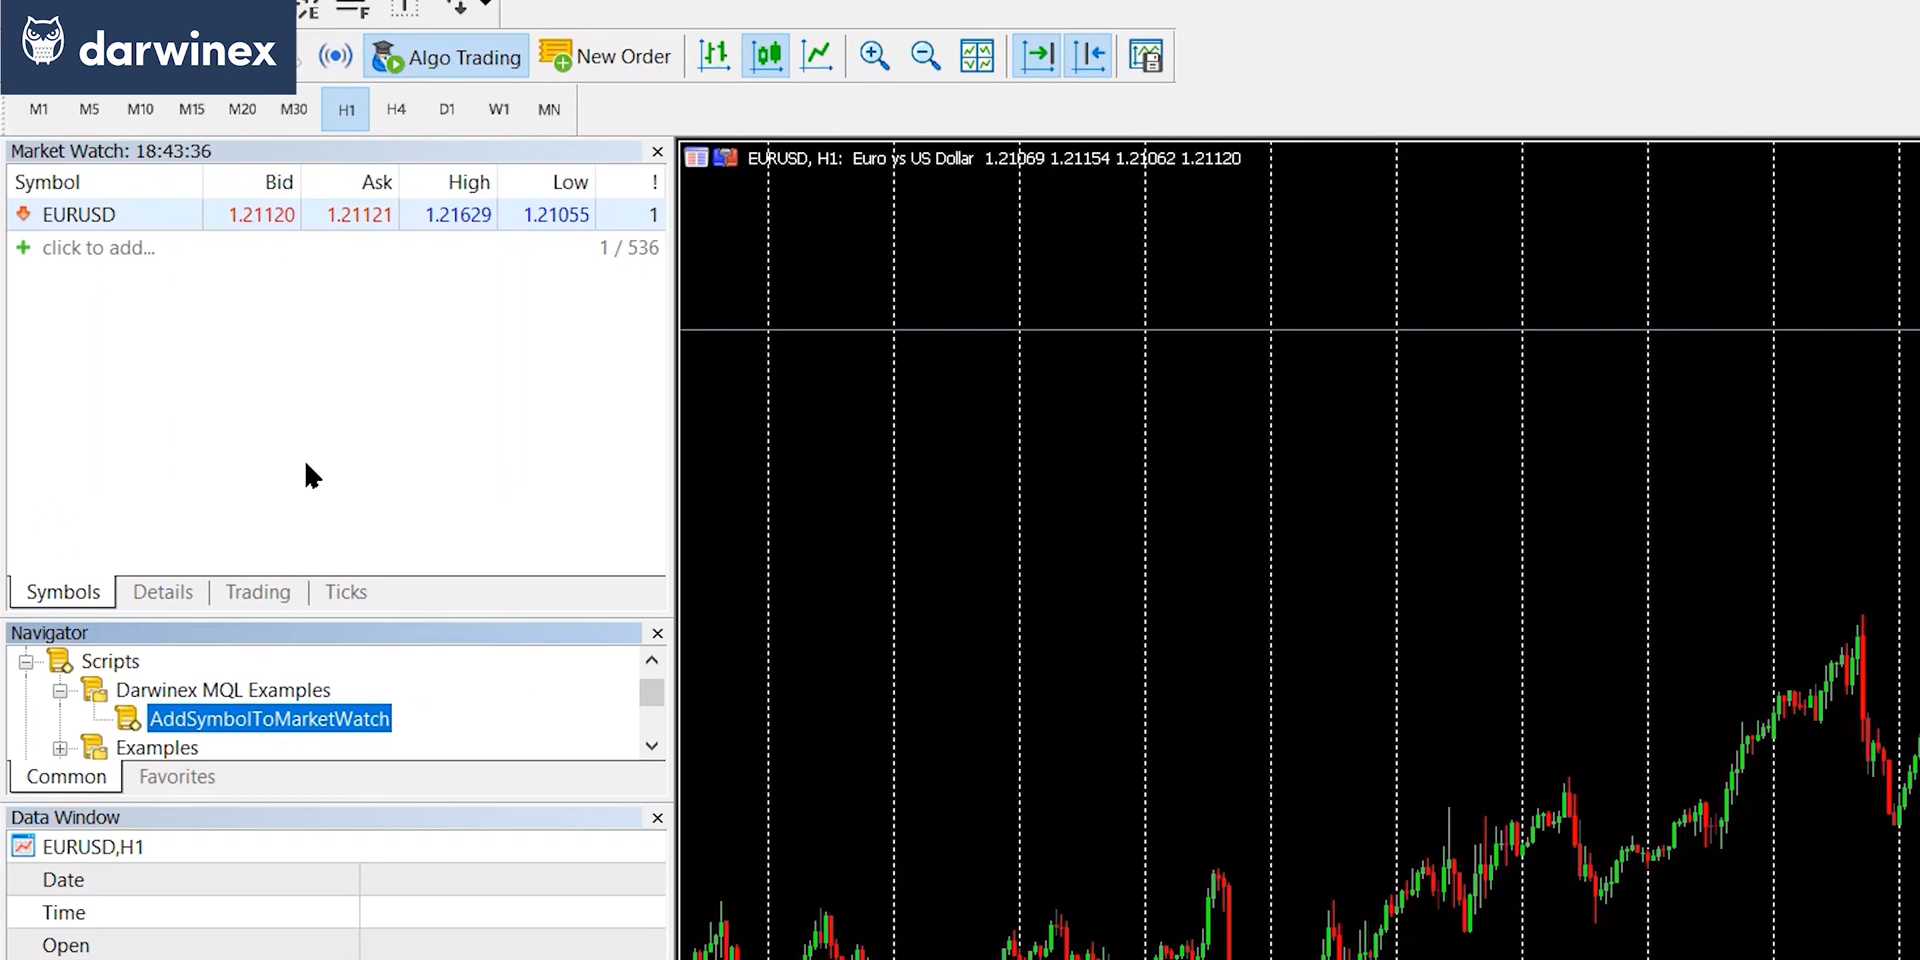 darwinex
E F T
Algo Trading New Order
M1 M5 M10 M15 M20 M30 H1 H4 D1 W1 MN
Market Watch: 18:43:36
Symbol Bid Ask High Low !
EURUSD 1.21120 1.21121 1.21629 1.21055 1
click to add... 1 / 536
Symbols Details Trading Ticks
Navigator
Scripts
Darwinex MQL Examples
AddSymbolToMarketWatch
Examples
Common Favorites
Data Window
EURUSD,H1
Date
Time
Open
EURUSD, H1: Euro vs US Dollar 1.21069 1.21154 1.21062 1.21120